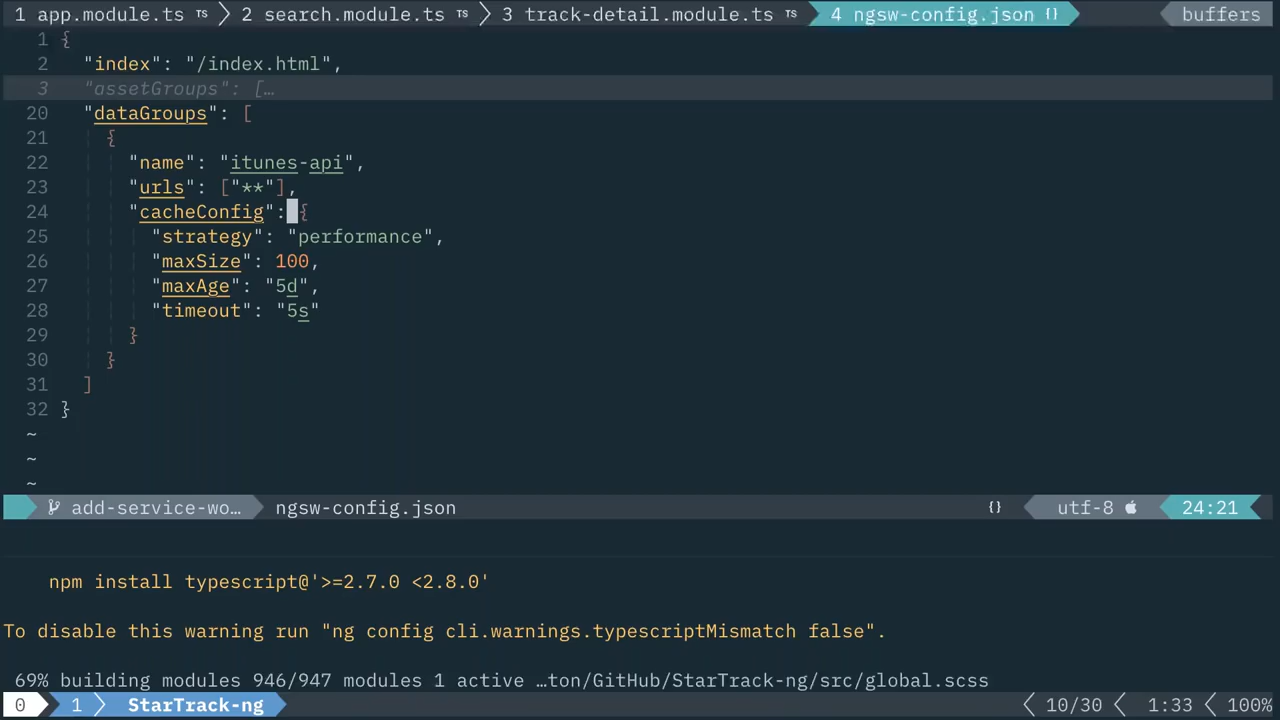 1 app.module.ts TS 2 search.module.ts TS 3 track-detail.module.ts TS 4 ngsw-config.json {} buffers
1 {
2 "index": "/index.html",
3 "assetGroups": […
20 "dataGroups": [
21 {
22 "name": "itunes-api",
23 "urls": ["**"],
24 "cacheConfig": {
25 "strategy": "performance",
26 "maxSize": 100,
27 "maxAge": "5d",
28 "timeout": "5s"
29 }
30 }
31 ]
32 }
~
~
~
add-service-wo… ngsw-config.json {} utf-8 24:21
npm install typescript@'>=2.7.0 <2.8.0'
To disable this warning run "ng config cli.warnings.typescriptMismatch false".
69% building modules 946/947 modules 1 active …ton/GitHub/StarTrack-ng/src/global.scss
0 1 StarTrack-ng 10/30 1:33 100%